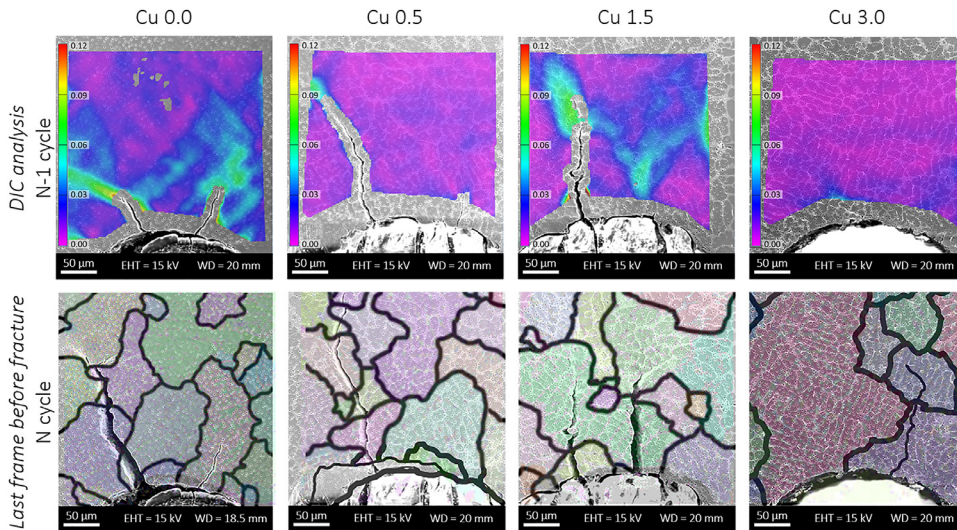 Cu 0.0
Cu 0.5
Cu 1.5
Cu 3.0
DIC analysis
N-1 cycle
0.12
0.09
0.06
0.03
0.00
50 µm
EHT = 15 kV
WD = 20 mm
0.12
0.09
0.06
0.03
0.00
50 µm
EHT = 15 kV
WD = 20 mm
0.12
0.09
0.06
0.03
0.00
50 µm
EHT = 15 kV
WD = 20 mm
0.12
0.09
0.06
0.03
0.00
50 µm
EHT = 15 kV
WD = 20 mm
Last frame before fracture
N cycle
50 µm
EHT = 15 kV
WD = 18.5 mm
50 µm
EHT = 15 kV
WD = 20 mm
50 µm
EHT = 15 kV
WD = 20 mm
50 µm
EHT = 15 kV
WD = 20 mm